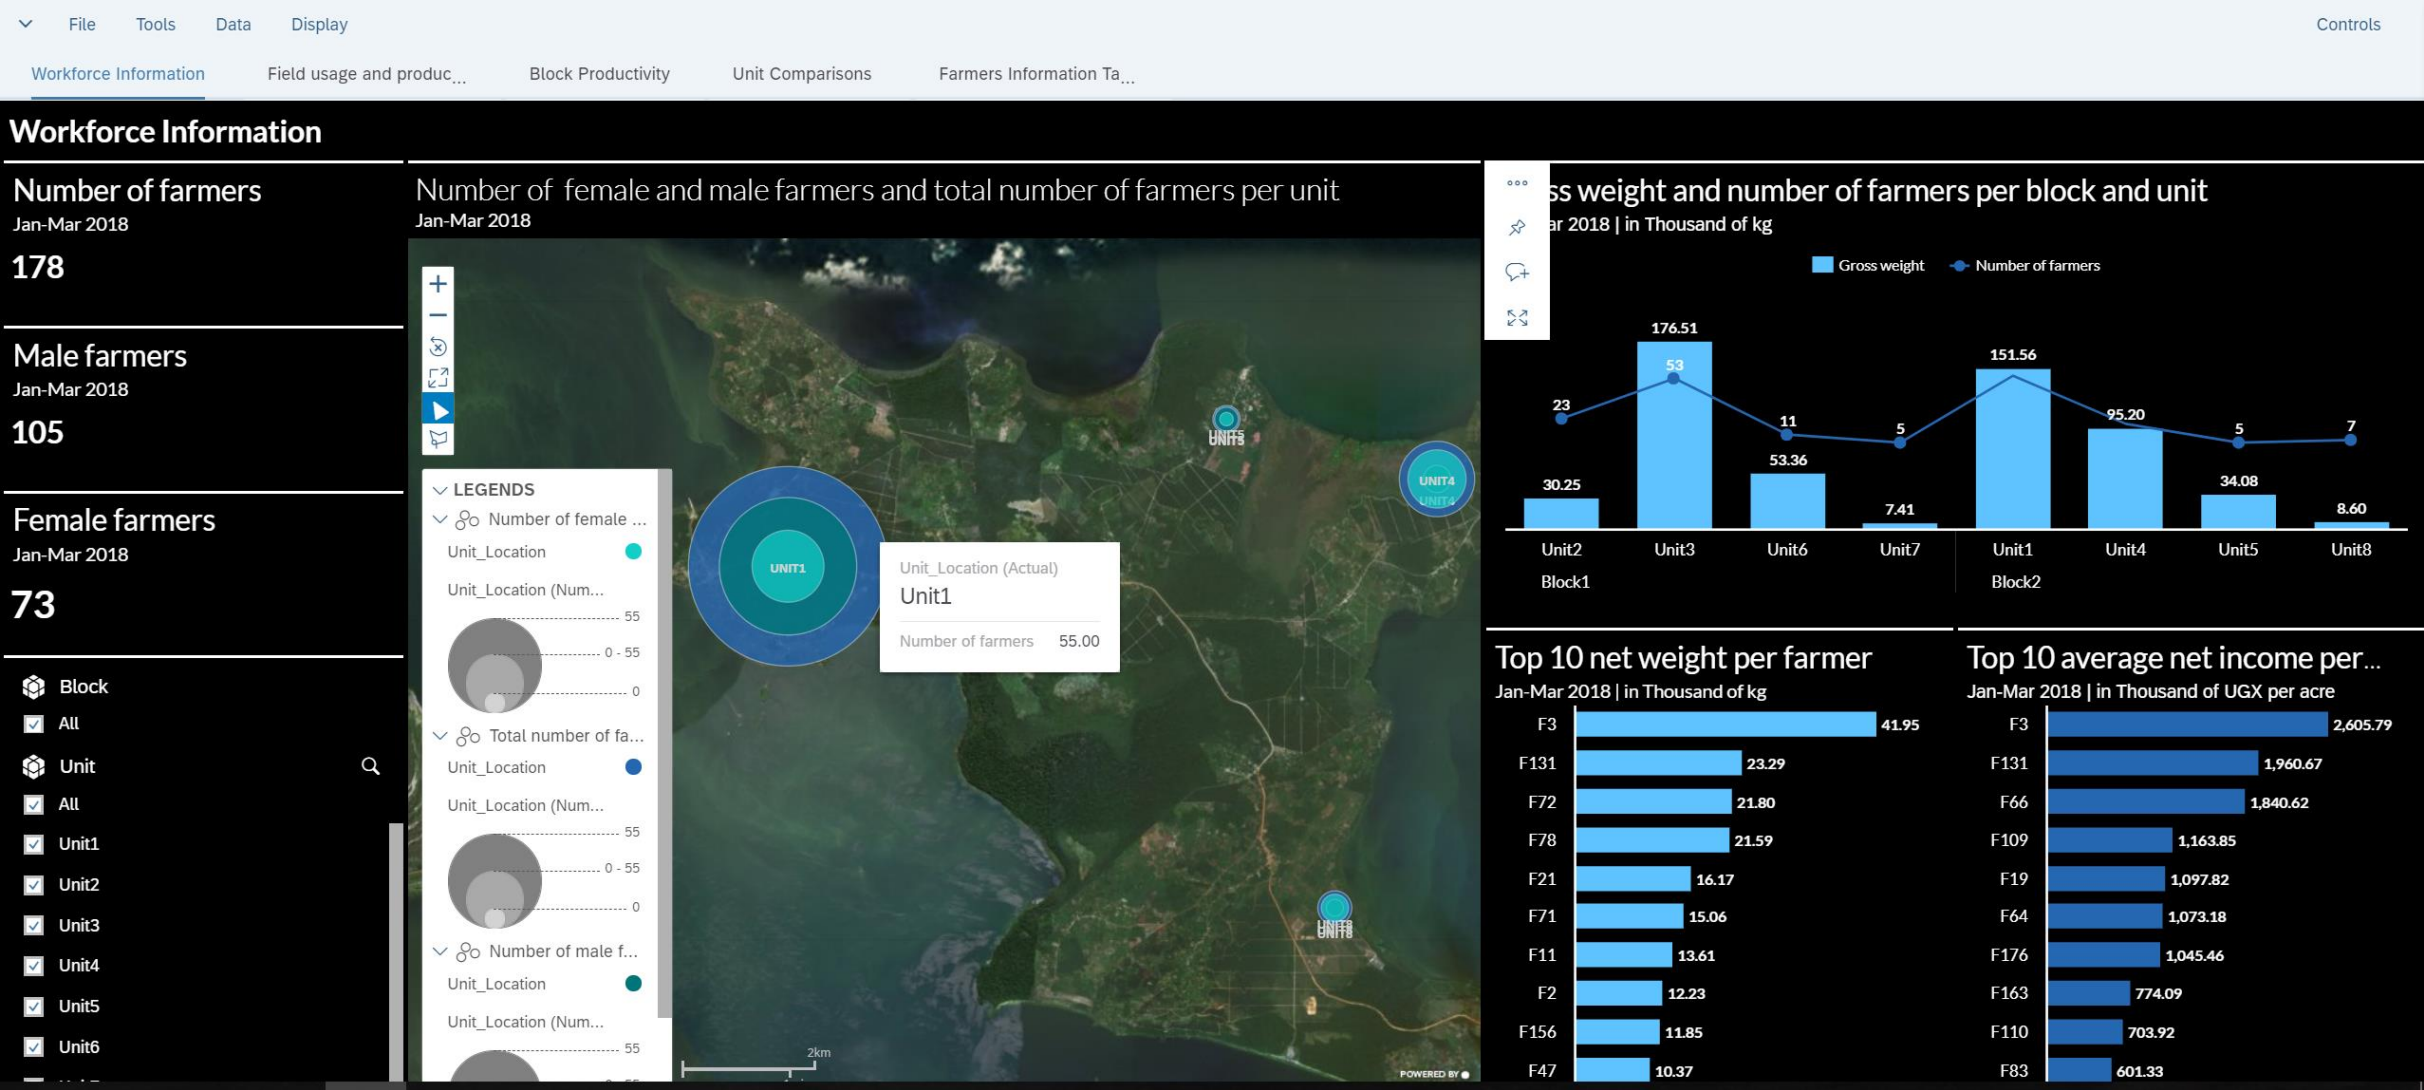 File Tools Data Display Controls
Workforce Information Field usage and produc... Block Productivity Unit Comparisons Farmers Information Ta...
Workforce Information
Number of farmers
Jan-Mar 2018
178
Male farmers
Jan-Mar 2018
105
Female farmers
Jan-Mar 2018
73
Block
All
Unit
All
Unit1
Unit2
Unit3
Unit4
Unit5
Unit6
Number of female and male farmers and total number of farmers per unit
Jan-Mar 2018
LEGENDS
Number of female ...
Unit_Location
Unit_Location (Num...
55
0 - 55
0
Total number of fa...
Unit_Location
Unit_Location (Num...
55
0 - 55
0
Number of male f...
Unit_Location
Unit_Location (Num...
55
UNIT1
UNIT5
UNIT4
UNIT4
UNIT8
Unit_Location (Actual)
Unit1
Number of farmers 55.00
2km
POWERED BY
ss weight and number of farmers per block and unit
ar 2018 | in Thousand of kg
Gross weight Number of farmers
176.51
151.56
53
23
95.20
11
5
5
7
53.36
30.25
34.08
7.41
8.60
Unit2 Unit3 Unit6 Unit7 Unit1 Unit4 Unit5 Unit8
Block1 Block2
Top 10 net weight per farmer
Jan-Mar 2018 | in Thousand of kg
F3 41.95
F131 23.29
F72 21.80
F78 21.59
F21 16.17
F71 15.06
F11 13.61
F2 12.23
F156 11.85
F47 10.37
Top 10 average net income per...
Jan-Mar 2018 | in Thousand of UGX per acre
F3 2,605.79
F131 1,960.67
F66 1,840.62
F109 1,163.85
F19 1,097.82
F64 1,073.18
F176 1,045.46
F163 774.09
F110 703.92
F83 601.33